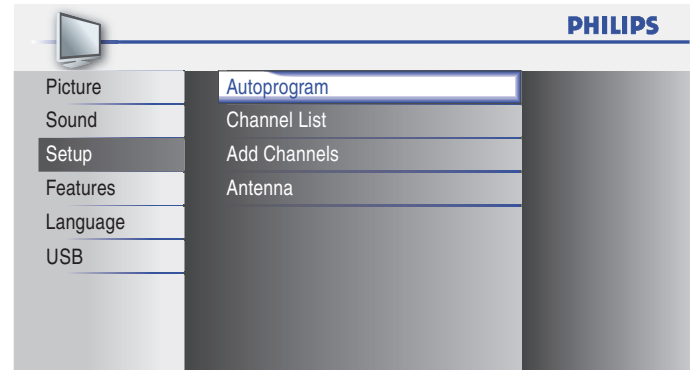 PHILIPS
Picture
Sound
Setup
Features
Language
USB
Autoprogram
Channel List
Add Channels
Antenna